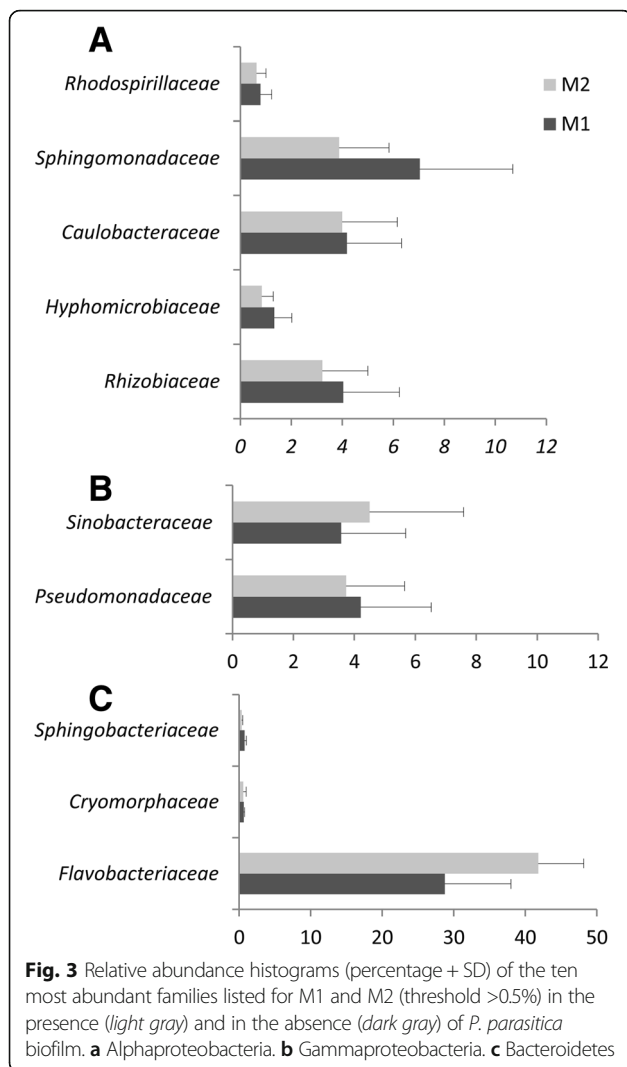 A
Rhodospirillaceae
Sphingomonadaceae
Caulobacteraceae
Hyphomicrobiaceae
Rhizobiaceae
M2
M1
0 2 4 6 8 10 12
B
Sinobacteraceae
Pseudomonadaceae
0 2 4 6 8 10 12
C
Sphingobacteriaceae
Cryomorphaceae
Flavobacteriaceae
0 10 20 30 40 50
Fig. 3 Relative abundance histograms (percentage + SD) of the ten
most abundant families listed for M1 and M2 (threshold >0.5%) in the
presence (light gray) and in the absence (dark gray) of P. parasitica
biofilm. a Alphaproteobacteria. b Gammaproteobacteria. c Bacteroidetes